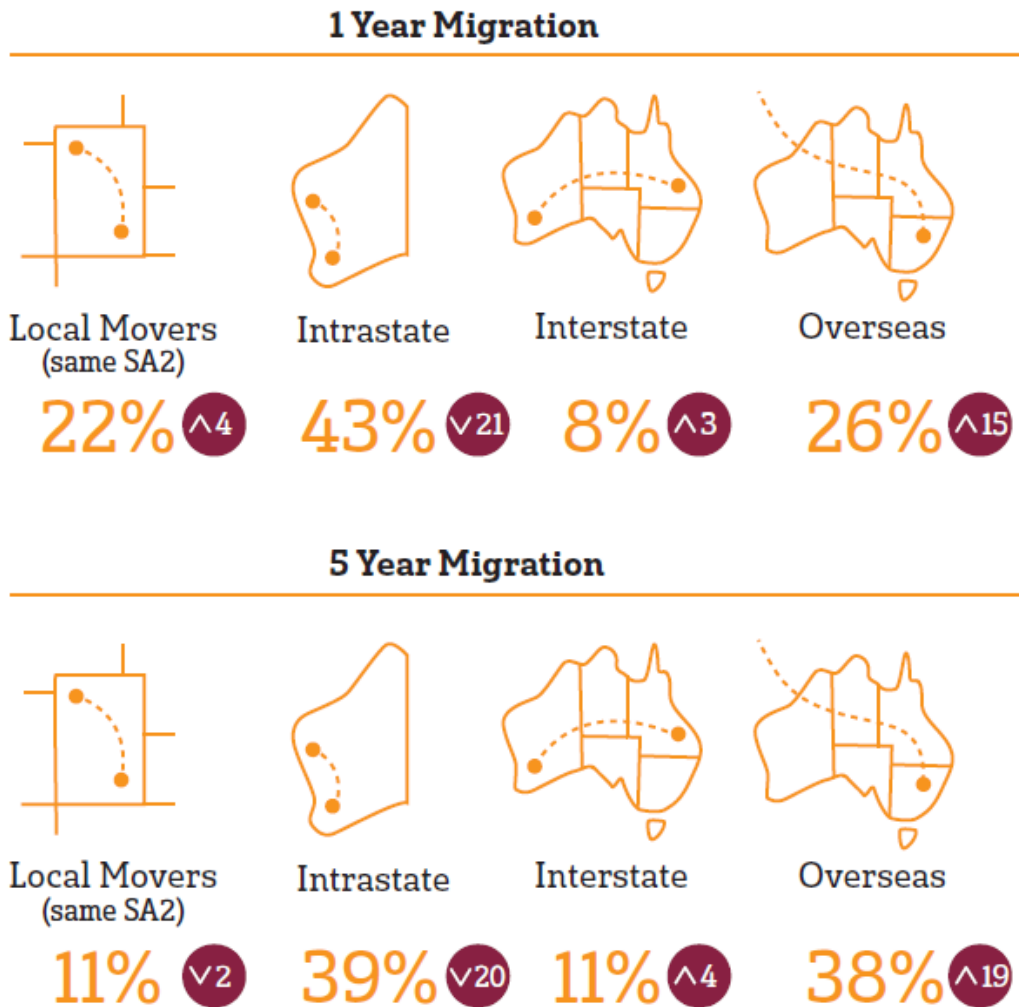 1 Year Migration
Local Movers
(same SA2)
Intrastate
Interstate
Overseas
22% ˄4
43% ˅21
8% ˄3
26% ˄15
5 Year Migration
Local Movers
(same SA2)
Intrastate
Interstate
Overseas
11% ˅2
39% ˅20
11% ˄4
38% ˄19